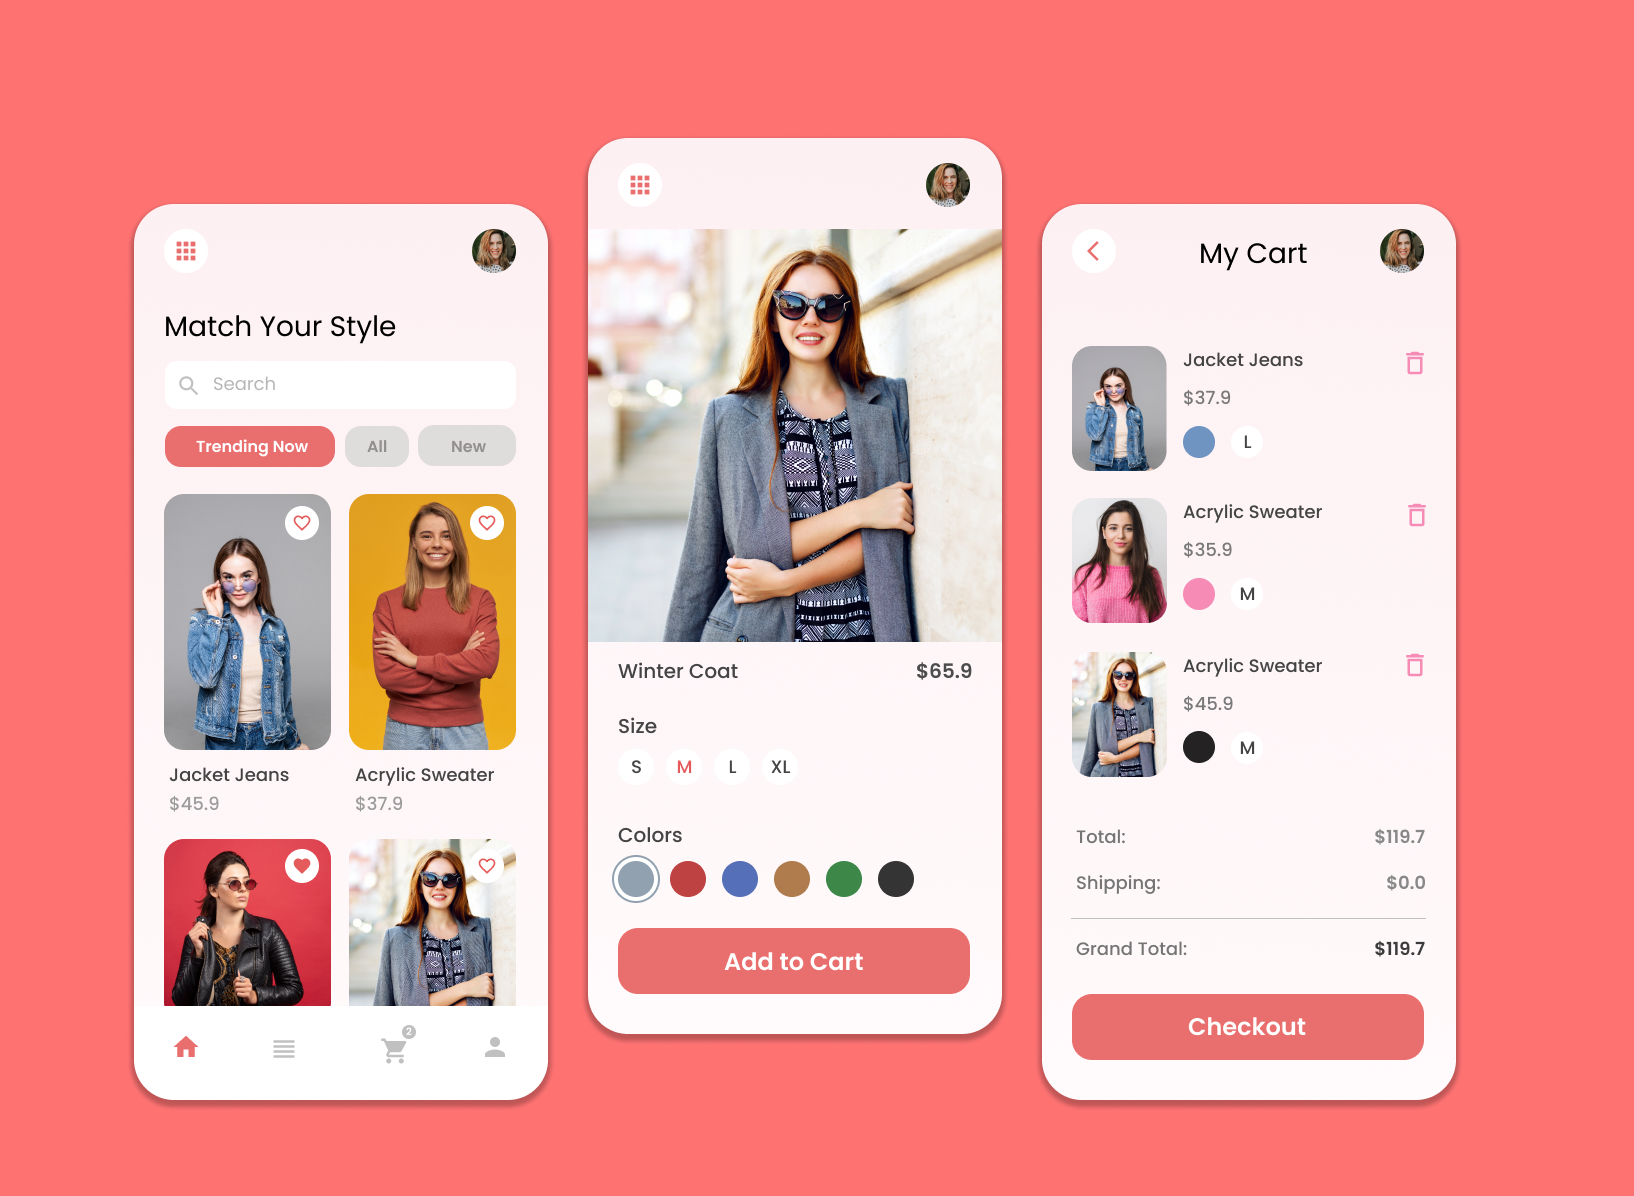 Match Your Style
Search
Trending Now
All
New
Jacket Jeans
$45.9
Acrylic Sweater
$37.9
2
Winter Coat
$65.9
Size
S
M
L
XL
Colors
Add to Cart
My Cart
Jacket Jeans
$37.9
L
Acrylic Sweater
$35.9
M
Acrylic Sweater
$45.9
M
Total:
$119.7
Shipping:
$0.0
Grand Total:
$119.7
Checkout